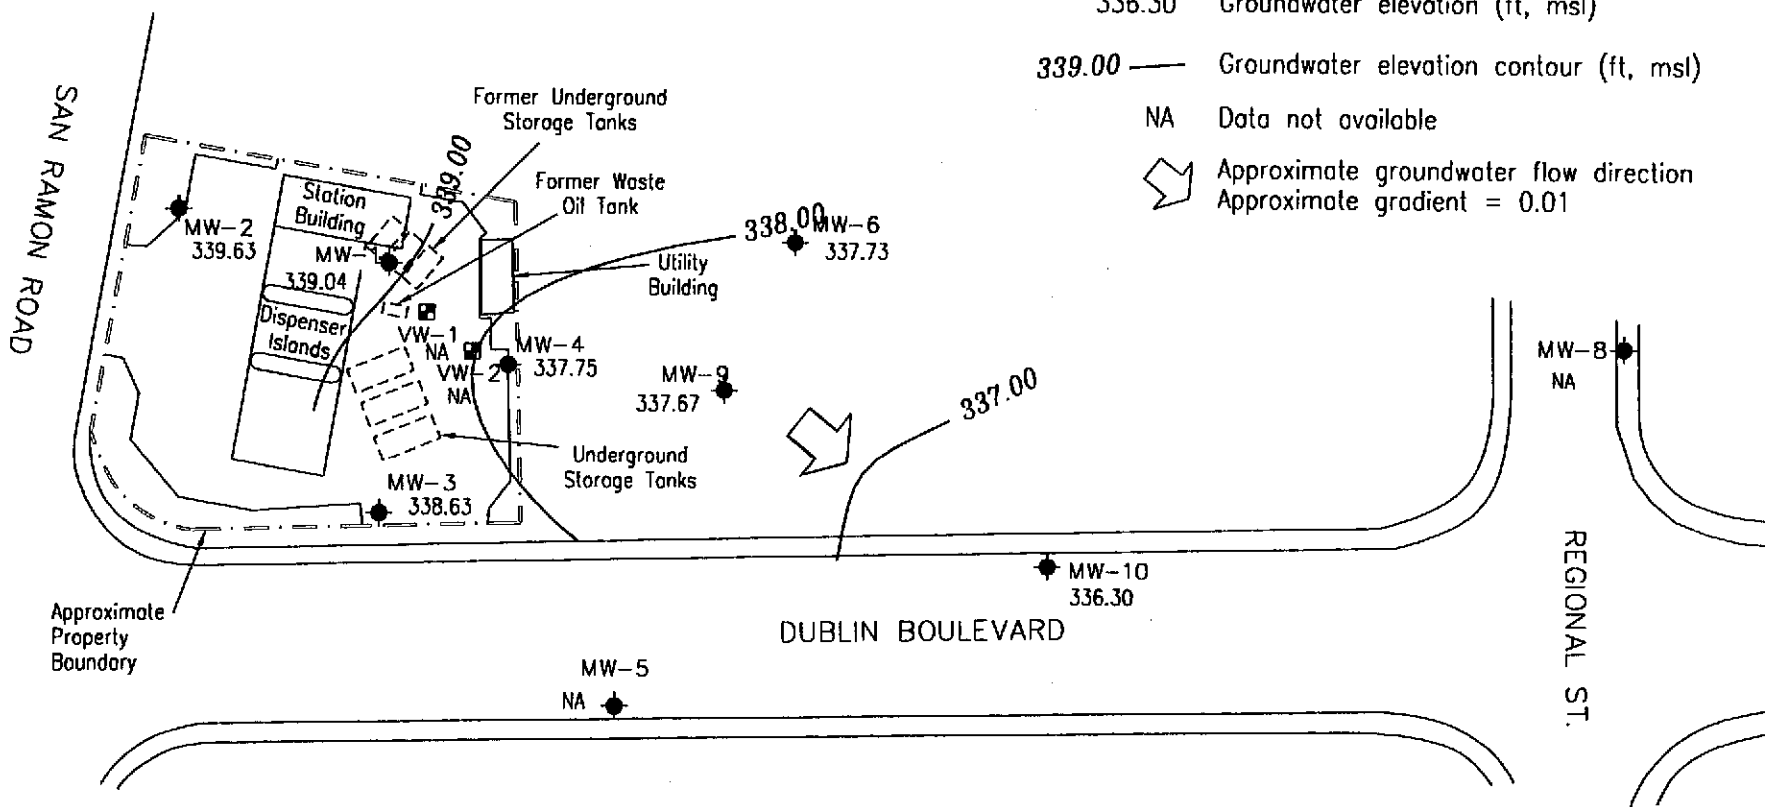 336.30 Groundwater elevation (ft, msl)
339.00 Groundwater elevation contour (ft, msl)
NA Data not available
Approximate groundwater flow direction
Approximate gradient = 0.01
SAN RAMON ROAD
Former Underground
Storage Tanks
339.00
Former Waste
Oil Tank
Station
Building
MW-2
339.63
MW-
339.04
338.00
MW-6
337.73
Utility
Building
Dispenser
Islands
VW-1
NA
MW-4
337.75
VW-2
NA
MW-9
337.67
337.00
MW-8
NA
Underground
Storage Tanks
MW-3
338.63
MW-10
336.30
Approximate
Property
Boundary
DUBLIN BOULEVARD
REGIONAL ST.
MW-5
NA